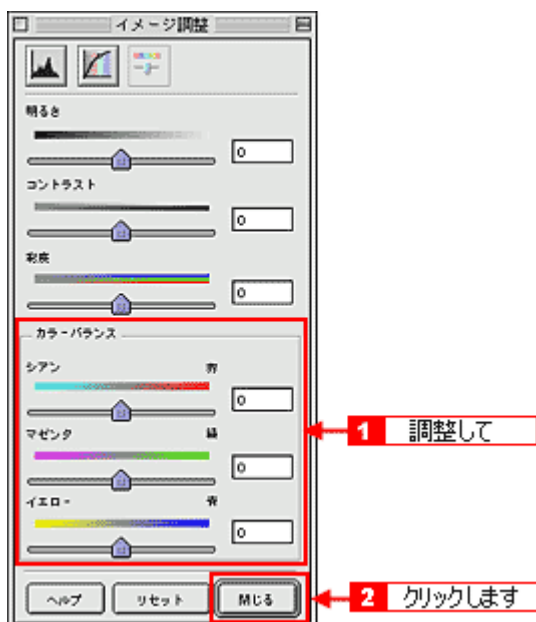 イメージ調整
明るさ
0
コントラスト
0
彩度
0
カラーバランス
シアン 赤
0
1 調整して
マゼンタ 緑
0
イエロー 青
0
ヘルプ リセット 閉じる
2 クリックします